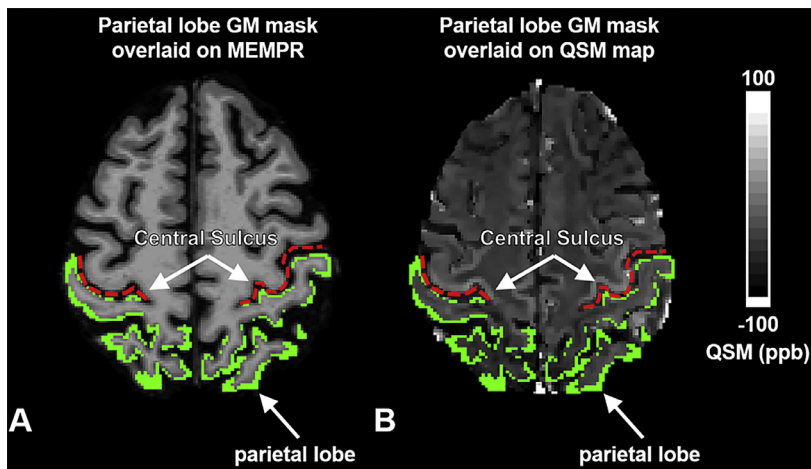 Parietal lobe GM mask
overlaid on MEMPR
Parietal lobe GM mask
overlaid on QSM map
100
Central Sulcus
Central Sulcus
-100
QSM (ppb)
A
parietal lobe
B
parietal lobe